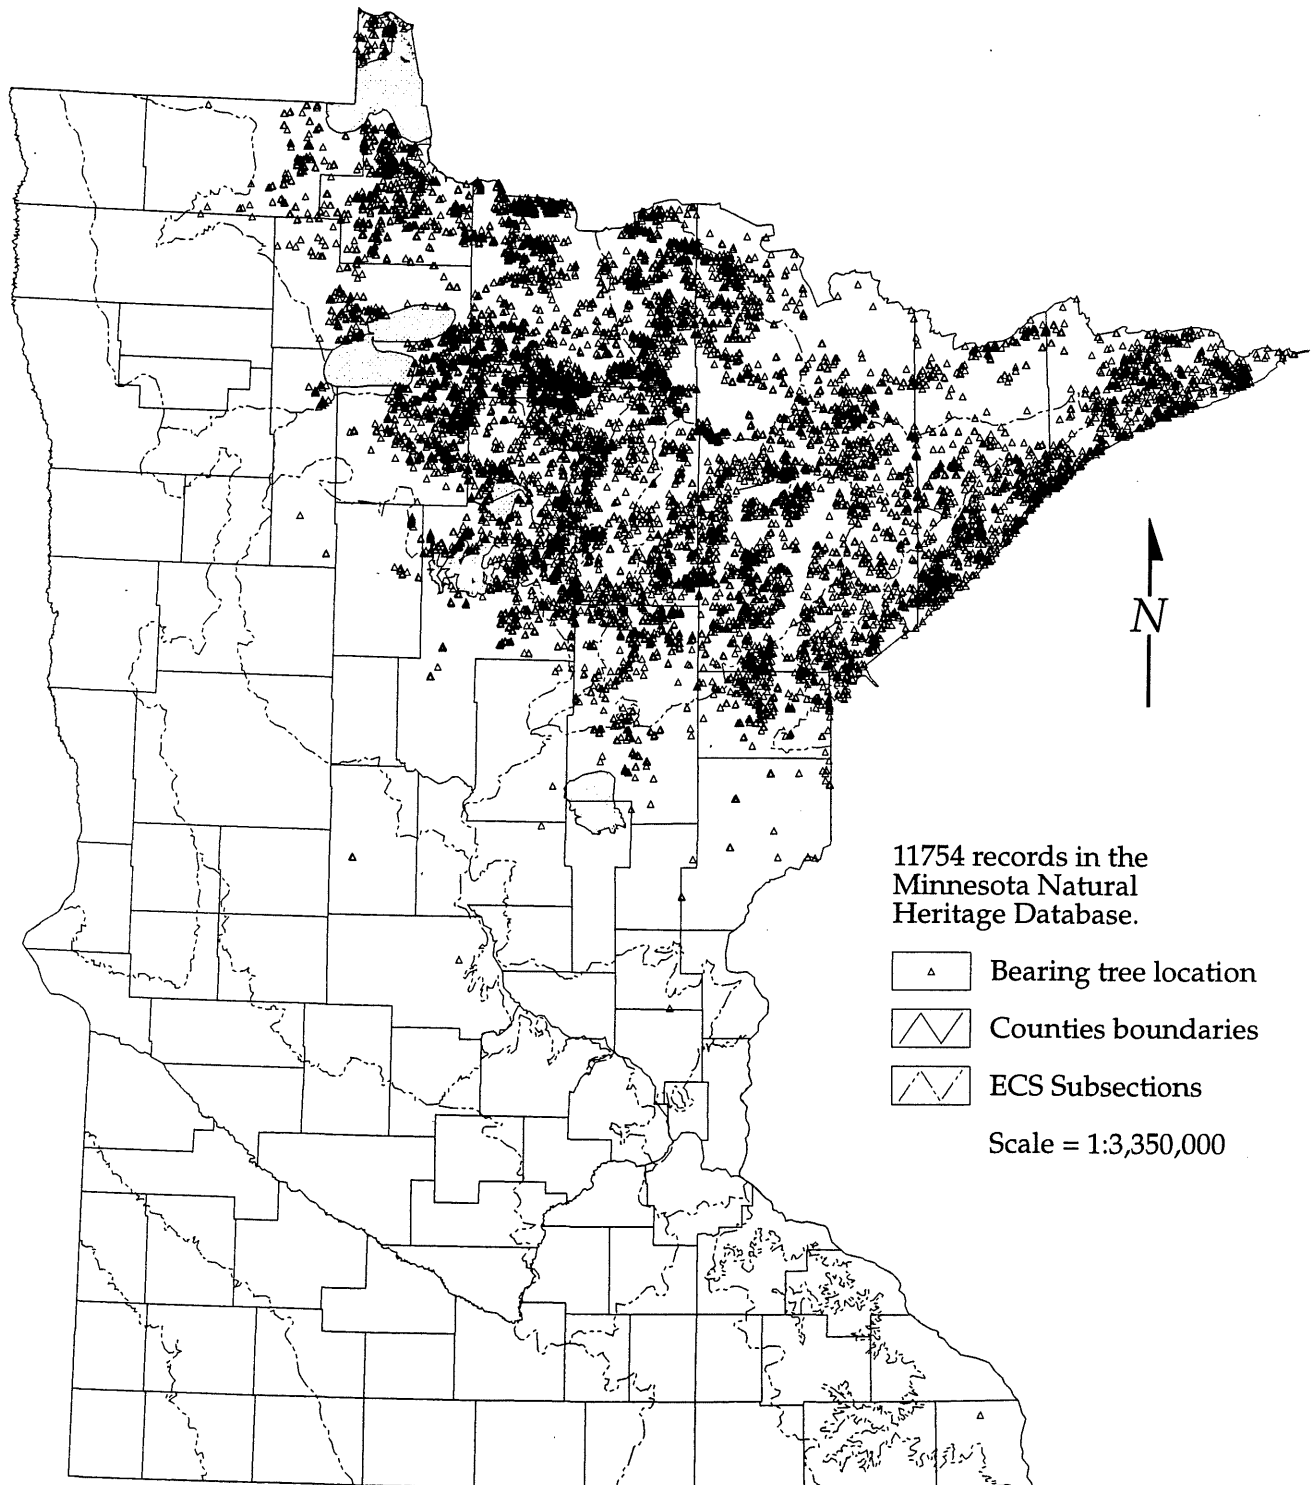 N
11754 records in the
Minnesota Natural
Heritage Database.
Bearing tree location
Counties boundaries
ECS Subsections
Scale = 1:3,350,000